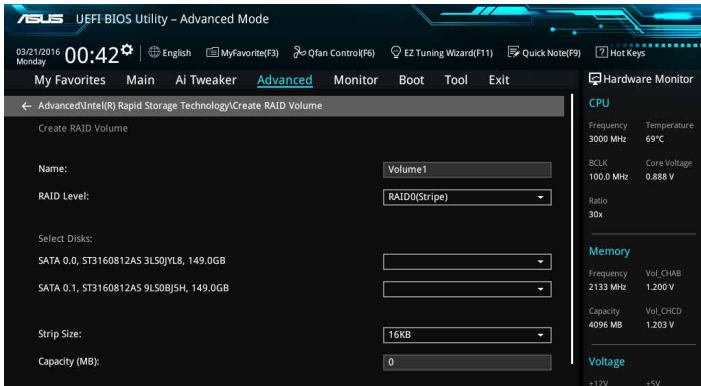 ASUS UEFI BIOS Utility – Advanced Mode
03/21/2016 Monday 00:42 English MyFavorite(F3) Qfan Control(F6) EZ Tuning Wizard(F11) Quick Note(F9) ? Hot Keys
My Favorites Main Ai Tweaker Advanced Monitor Boot Tool Exit
Hardware Monitor
← Advanced\Intel(R) Rapid Storage Technology\Create RAID Volume
Create RAID Volume
Name: Volume1
RAID Level: RAID0(Stripe)
Select Disks:
SATA 0.0, ST3160812AS 3LS0JYL8, 149.0GB
SATA 0.1, ST3160812AS 9LS0BJ5H, 149.0GB
Strip Size: 16KB
Capacity (MB): 0
CPU
Frequency Temperature
3000 MHz 69°C
BCLK Core Voltage
100.0 MHz 0.888 V
Ratio
30x
Memory
Frequency Vol_CHAB
2133 MHz 1.200 V
Capacity Vol_CHCD
4096 MB 1.203 V
Voltage
+12V +5V